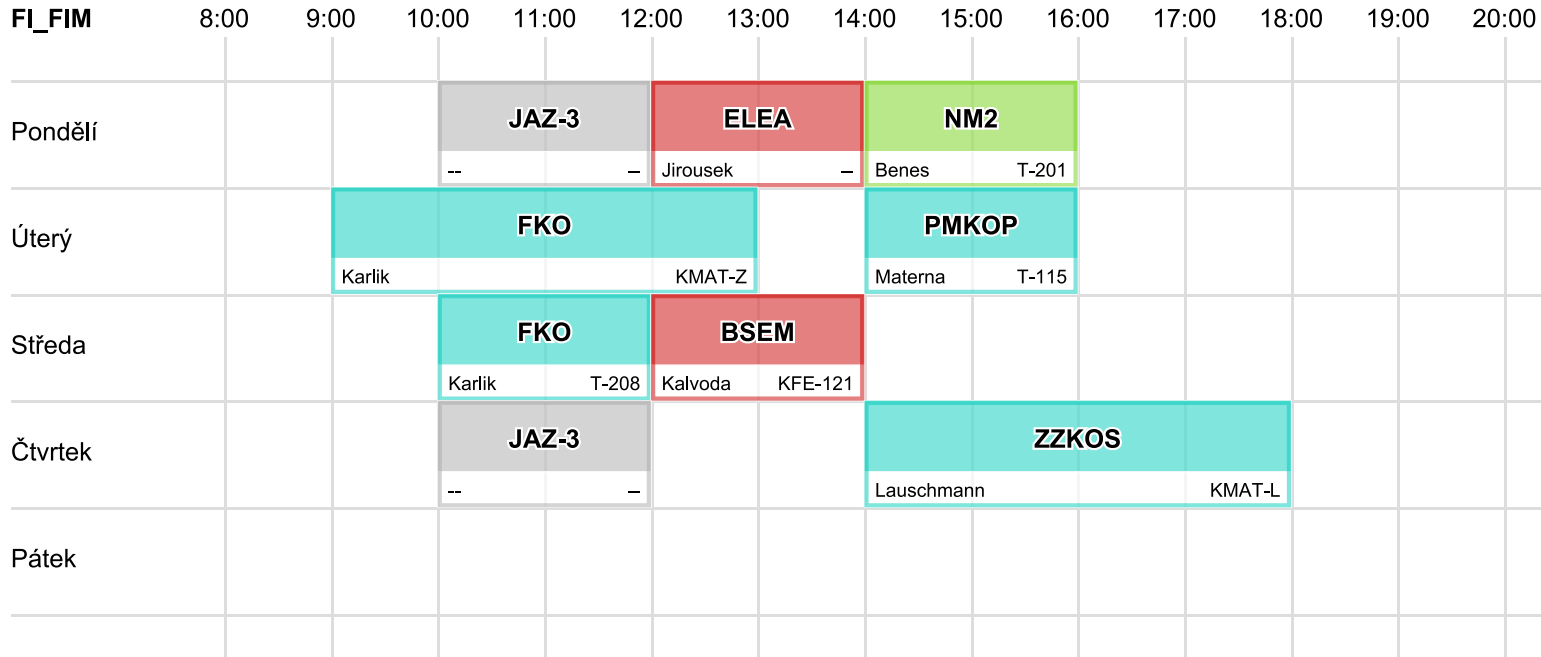 FI_FIM 8:00 9:00 10:00 11:00 12:00 13:00 14:00 15:00 16:00 17:00 18:00 19:00 20:00
Pondělí
JAZ-3 ELEA NM2
-- – Jirousek – Benes T-201
Úterý
FKO PMKOP
Karlik KMAT-Z Materna T-115
Středa
FKO BSEM
Karlik T-208 Kalvoda KFE-121
Čtvrtek
JAZ-3 ZZKOS
-- – Lauschmann KMAT-L
Pátek